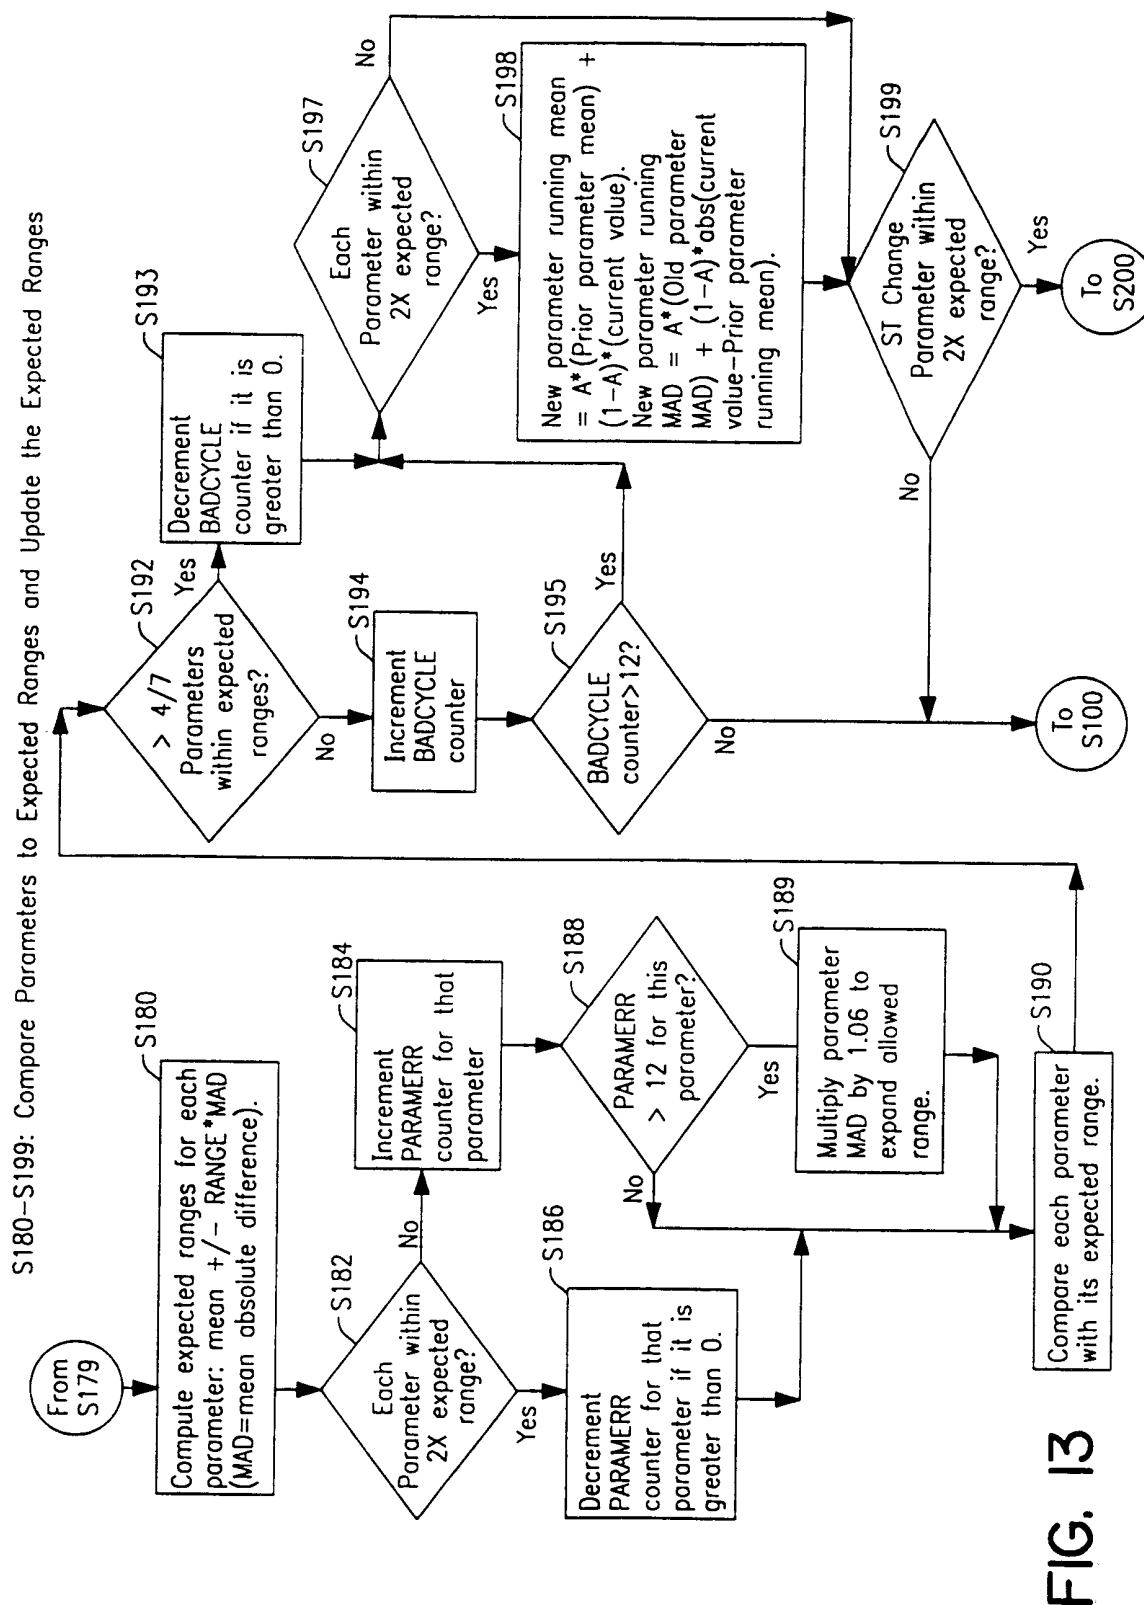 S180–S199: Compare Parameters to Expected Ranges and Update the Expected Ranges
From
S179
S180
Compute expected ranges for each
parameter: mean +/- RANGE*MAD
(MAD=mean absolute difference).
S182
Each
Parameter within
2X expected
range?
No
Yes
S184
Increment
PARAMERR
counter for that
parameter
S186
Decrement
PARAMERR
counter for that
parameter if it is
greater than 0.
S188
PARAMERR
> 12 for this
parameter?
No
Yes
S189
Multiply parameter
MAD by 1.06 to
expand allowed
range.
S190
Compare each parameter
with its expected range.
S192
> 4/7
Parameters
within expected
ranges?
Yes
No
S193
Decrement
BADCYCLE
counter if it is
greater than 0.
S194
Increment
BADCYCLE
counter
S195
BADCYCLE
counter>12?
Yes
No
To
S100
S197
Each
Parameter within
2X expected
range?
No
Yes
S198
New parameter running mean
= A*(Prior parameter mean) +
(1-A)*(current value).
New parameter running
MAD = A*(Old parameter
MAD) + (1-A)*abs(current
value-Prior parameter
running mean).
S199
ST Change
Parameter within
2X expected
range?
No
Yes
To
S200
FIG. 13